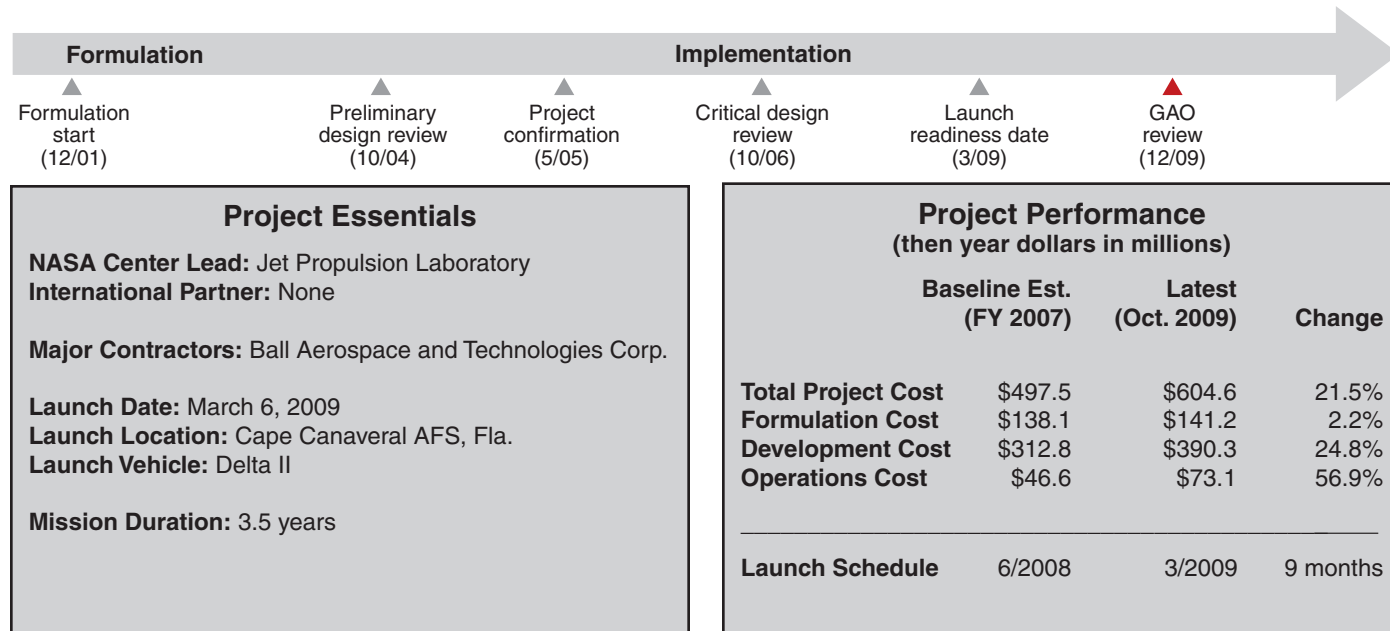 Formulation
Implementation
Formulation
start
(12/01)
Preliminary
design review
(10/04)
Project
confirmation
(5/05)
Critical design
review
(10/06)
Launch
readiness date
(3/09)
GAO
review
(12/09)
Project Essentials
NASA Center Lead: Jet Propulsion Laboratory
International Partner: None
Major Contractors: Ball Aerospace and Technologies Corp.
Launch Date: March 6, 2009
Launch Location: Cape Canaveral AFS, Fla.
Launch Vehicle: Delta II
Mission Duration: 3.5 years
Project Performance
(then year dollars in millions)
Baseline Est. Latest
(FY 2007) (Oct. 2009) Change
Total Project Cost $497.5 $604.6 21.5%
Formulation Cost $138.1 $141.2 2.2%
Development Cost $312.8 $390.3 24.8%
Operations Cost $46.6 $73.1 56.9%
Launch Schedule 6/2008 3/2009 9 months